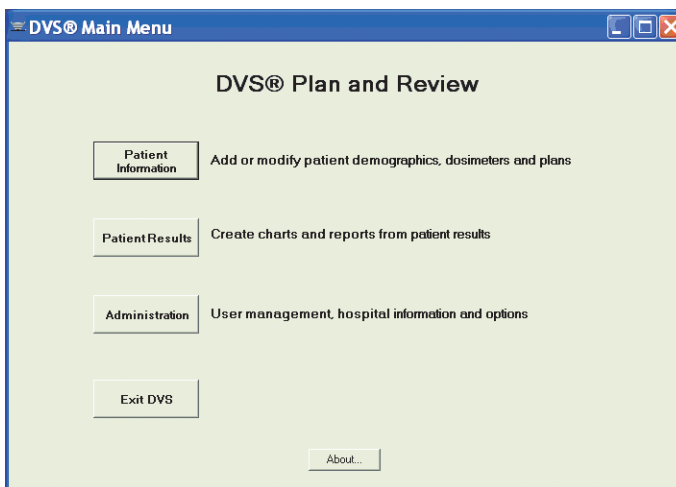 DVS® Main Menu
DVS® Plan and Review
Patient
Information
Add or modify patient demographics, dosimeters and plans
Patient Results
Create charts and reports from patient results
Administration
User management, hospital information and options
Exit DVS
About...